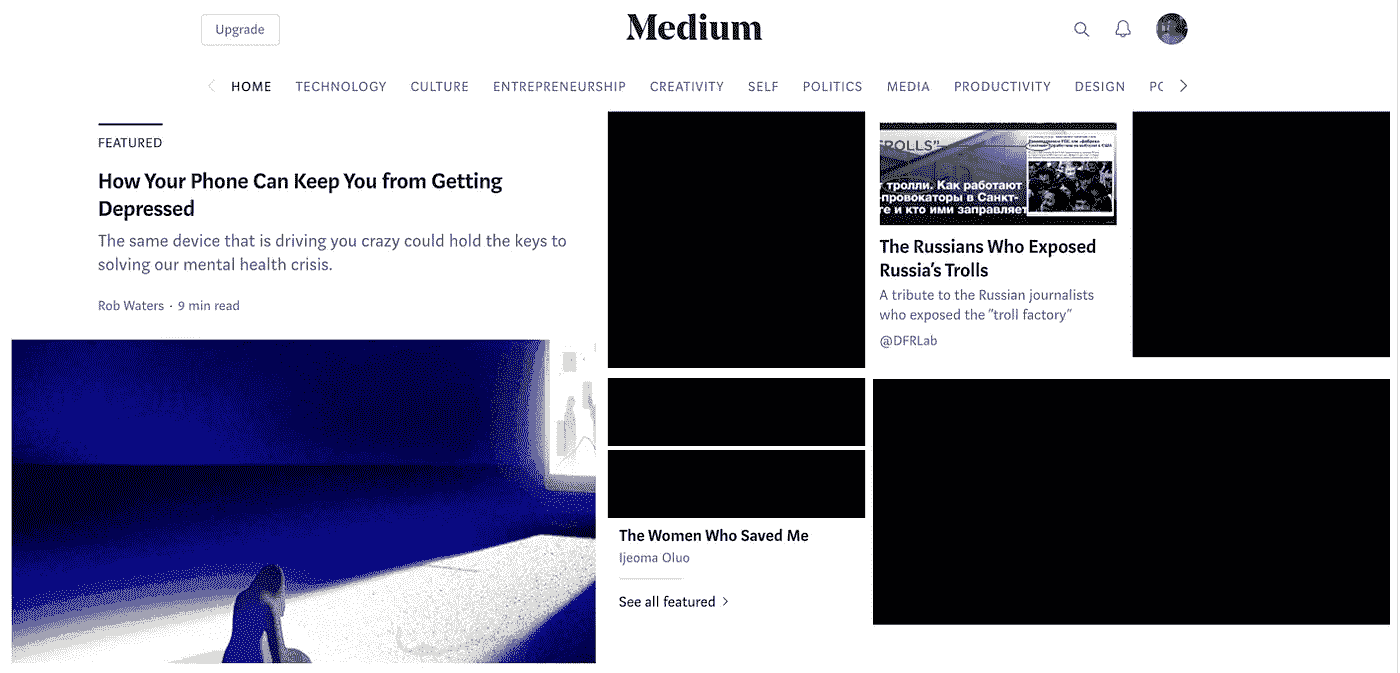 Upgrade
Medium
HOME TECHNOLOGY CULTURE ENTREPRENEURSHIP CREATIVITY SELF POLITICS MEDIA PRODUCTIVITY DESIGN
FEATURED
How Your Phone Can Keep You from Getting
Depressed
The same device that is driving you crazy could hold the keys to
solving our mental health crisis.
Rob Waters · 9 min read
ROLLS”
тролли. Как работают
провокаторы в Санкт-
е и кто ими заправляет
The Russians Who Exposed
Russia’s Trolls
A tribute to the Russian journalists
who exposed the “troll factory”
@DFRLab
The Women Who Saved Me
Ijeoma Oluo
See all featured